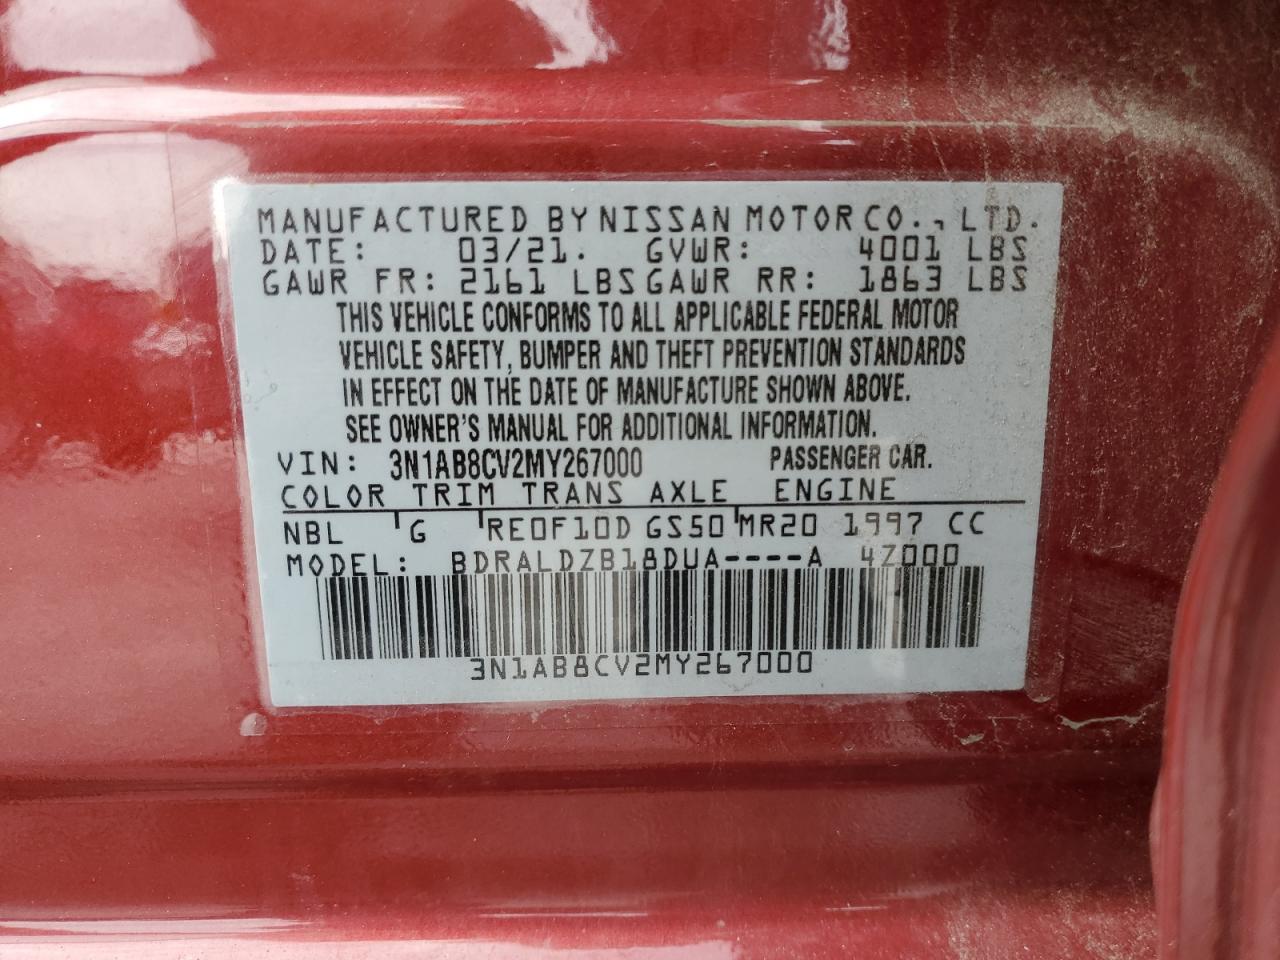 MANUFACTURED BY NISSAN MOTOR CO., LTD.
DATE: 03/21. GVWR: 4001 LBS
GAWR FR: 2161 LBS GAWR RR: 1863 LBS
THIS VEHICLE CONFORMS TO ALL APPLICABLE FEDERAL MOTOR
VEHICLE SAFETY, BUMPER AND THEFT PREVENTION STANDARDS
IN EFFECT ON THE DATE OF MANUFACTURE SHOWN ABOVE.
SEE OWNER'S MANUAL FOR ADDITIONAL INFORMATION.
VIN: 3N1AB8CV2MY267000 PASSENGER CAR.
COLOR TRIM TRANS AXLE ENGINE
NBL G RE0F10D GS50 MR20 1997 CC
MODEL: BDRALDZB18DUA----A 4Z000
3N1AB8CV2MY267000